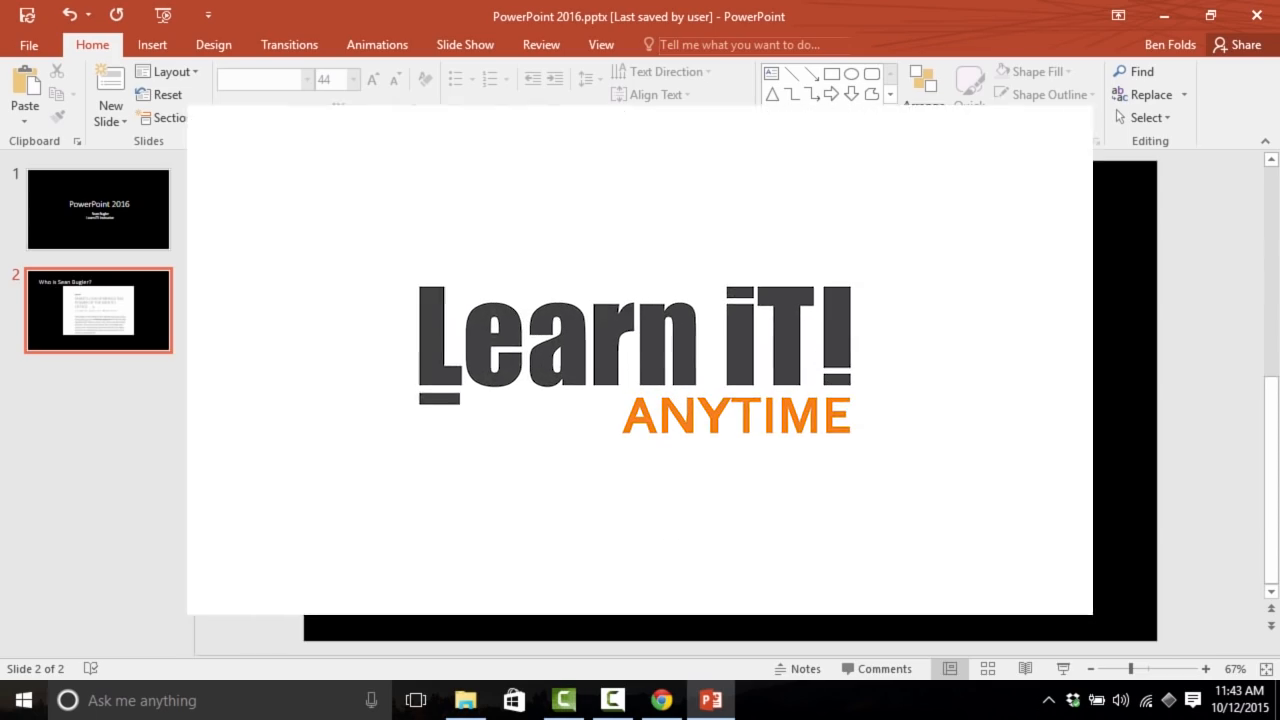 PowerPoint 2016.pptx [Last saved by user] - PowerPoint
File Home Insert Design Transitions Animations Slide Show Review View Tell me what you want to do... Ben Folds Share
Paste
New Slide
Layout
Reset
Sectio
44
Text Direction
Align Text
Shape Fill
Shape Outline
Find
Replace
Select
Clipboard Slides Editing
1
PowerPoint 2016
2
Who is Sean Bugler?
Learn iT!
ANYTIME
Slide 2 of 2 Notes Comments 67%
Ask me anything
11:43 AM
10/12/2015